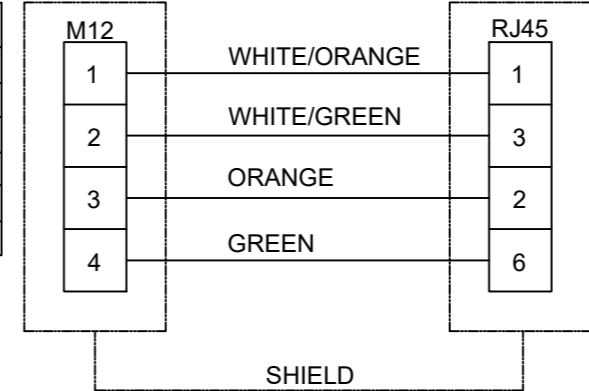 M12 RJ45
1 WHITE/ORANGE 1
2 WHITE/GREEN 3
3 ORANGE 2
4 GREEN 6
SHIELD